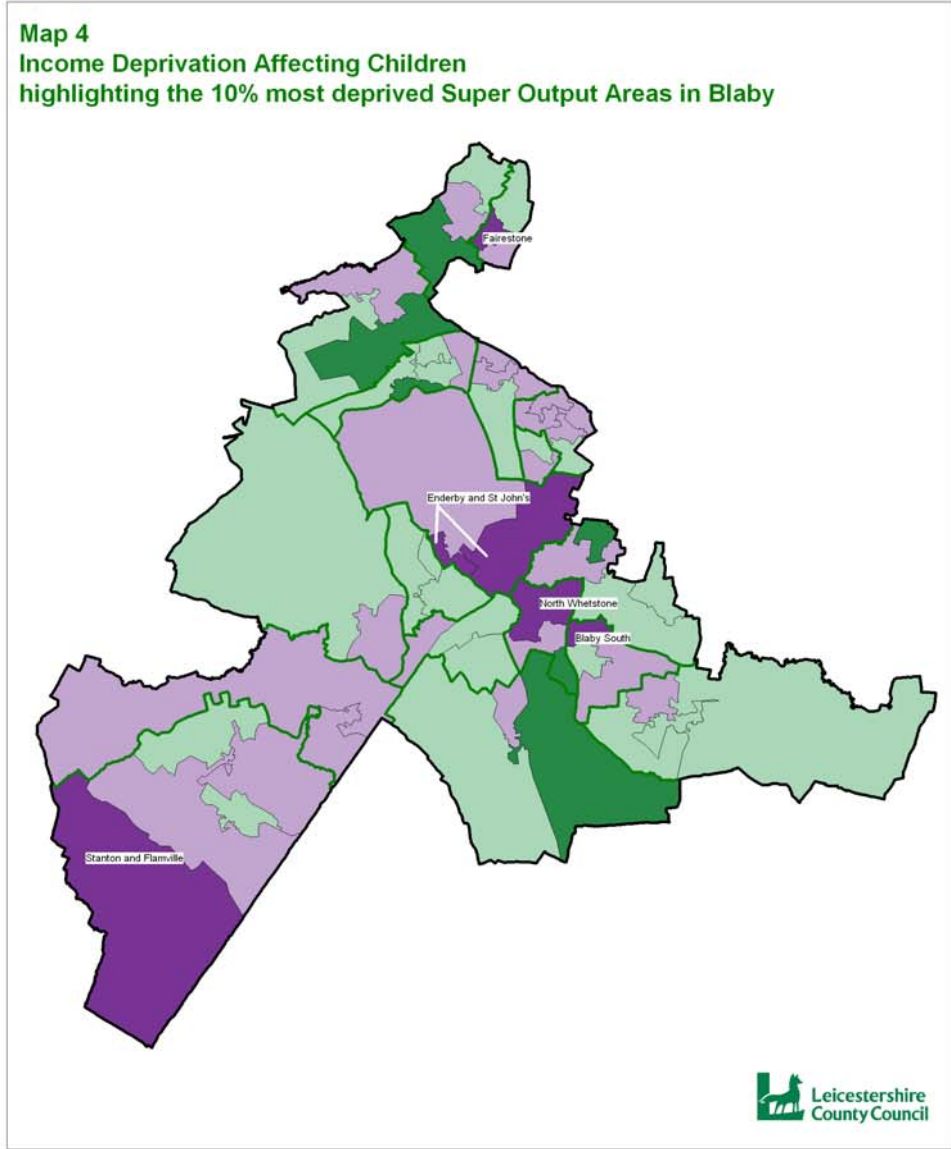 Map 4
Income Deprivation Affecting Children
highlighting the 10% most deprived Super Output Areas in Blaby
Fairestone
Enderby and St John's
North Whetstone
Blaby South
Stanton and Flamville
Leicestershire
County Council